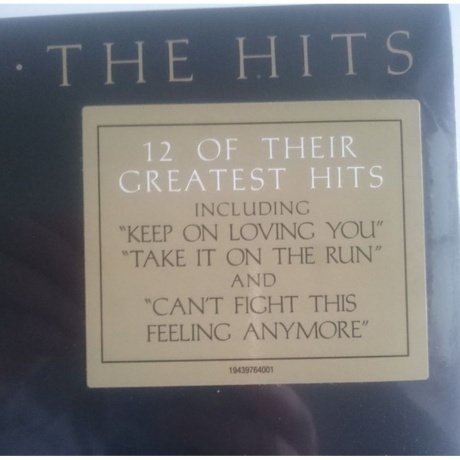 · THE HITS
12 OF THEIR
GREATEST HITS
INCLUDING
"KEEP ON LOVING YOU"
"TAKE IT ON THE RUN"
AND
"CAN'T FIGHT THIS
FEELING ANYMORE"
19439764001